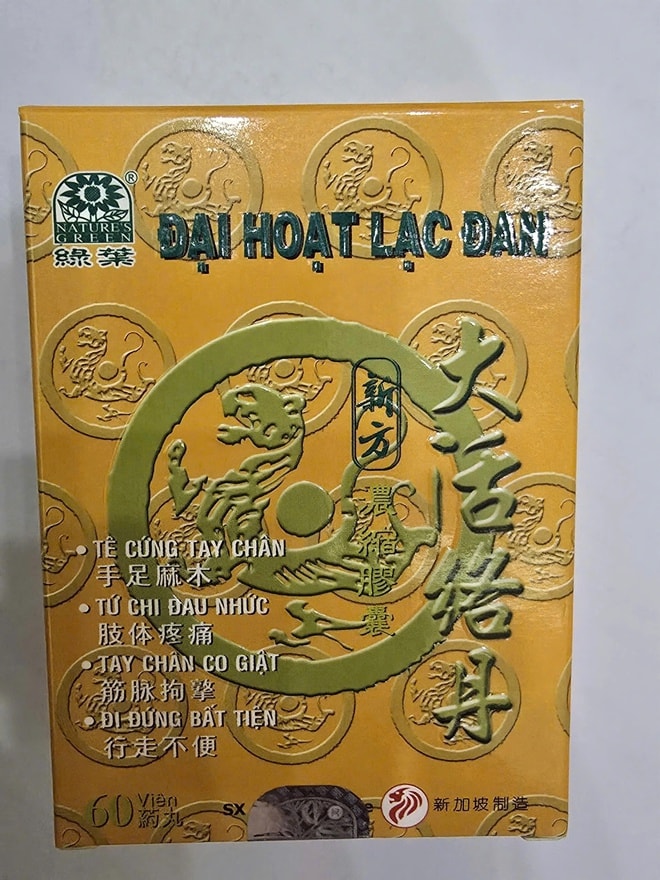 NATURE'S
GREEN
®
綠葉
ĐẠI HOẠT LẠC ĐAN
大活络丹
新方
濃縮膠囊
• TÊ CỨNG TAY CHÂN
手足麻木
• TỨ CHI ĐAU NHỨC
肢体疼痛
• TAY CHÂN CO GIẬT
筋脉拘挛
• ĐI ĐỨNG BẤT TIỆN
行走不便
60 Viên
药丸
SX
®
新加坡制造